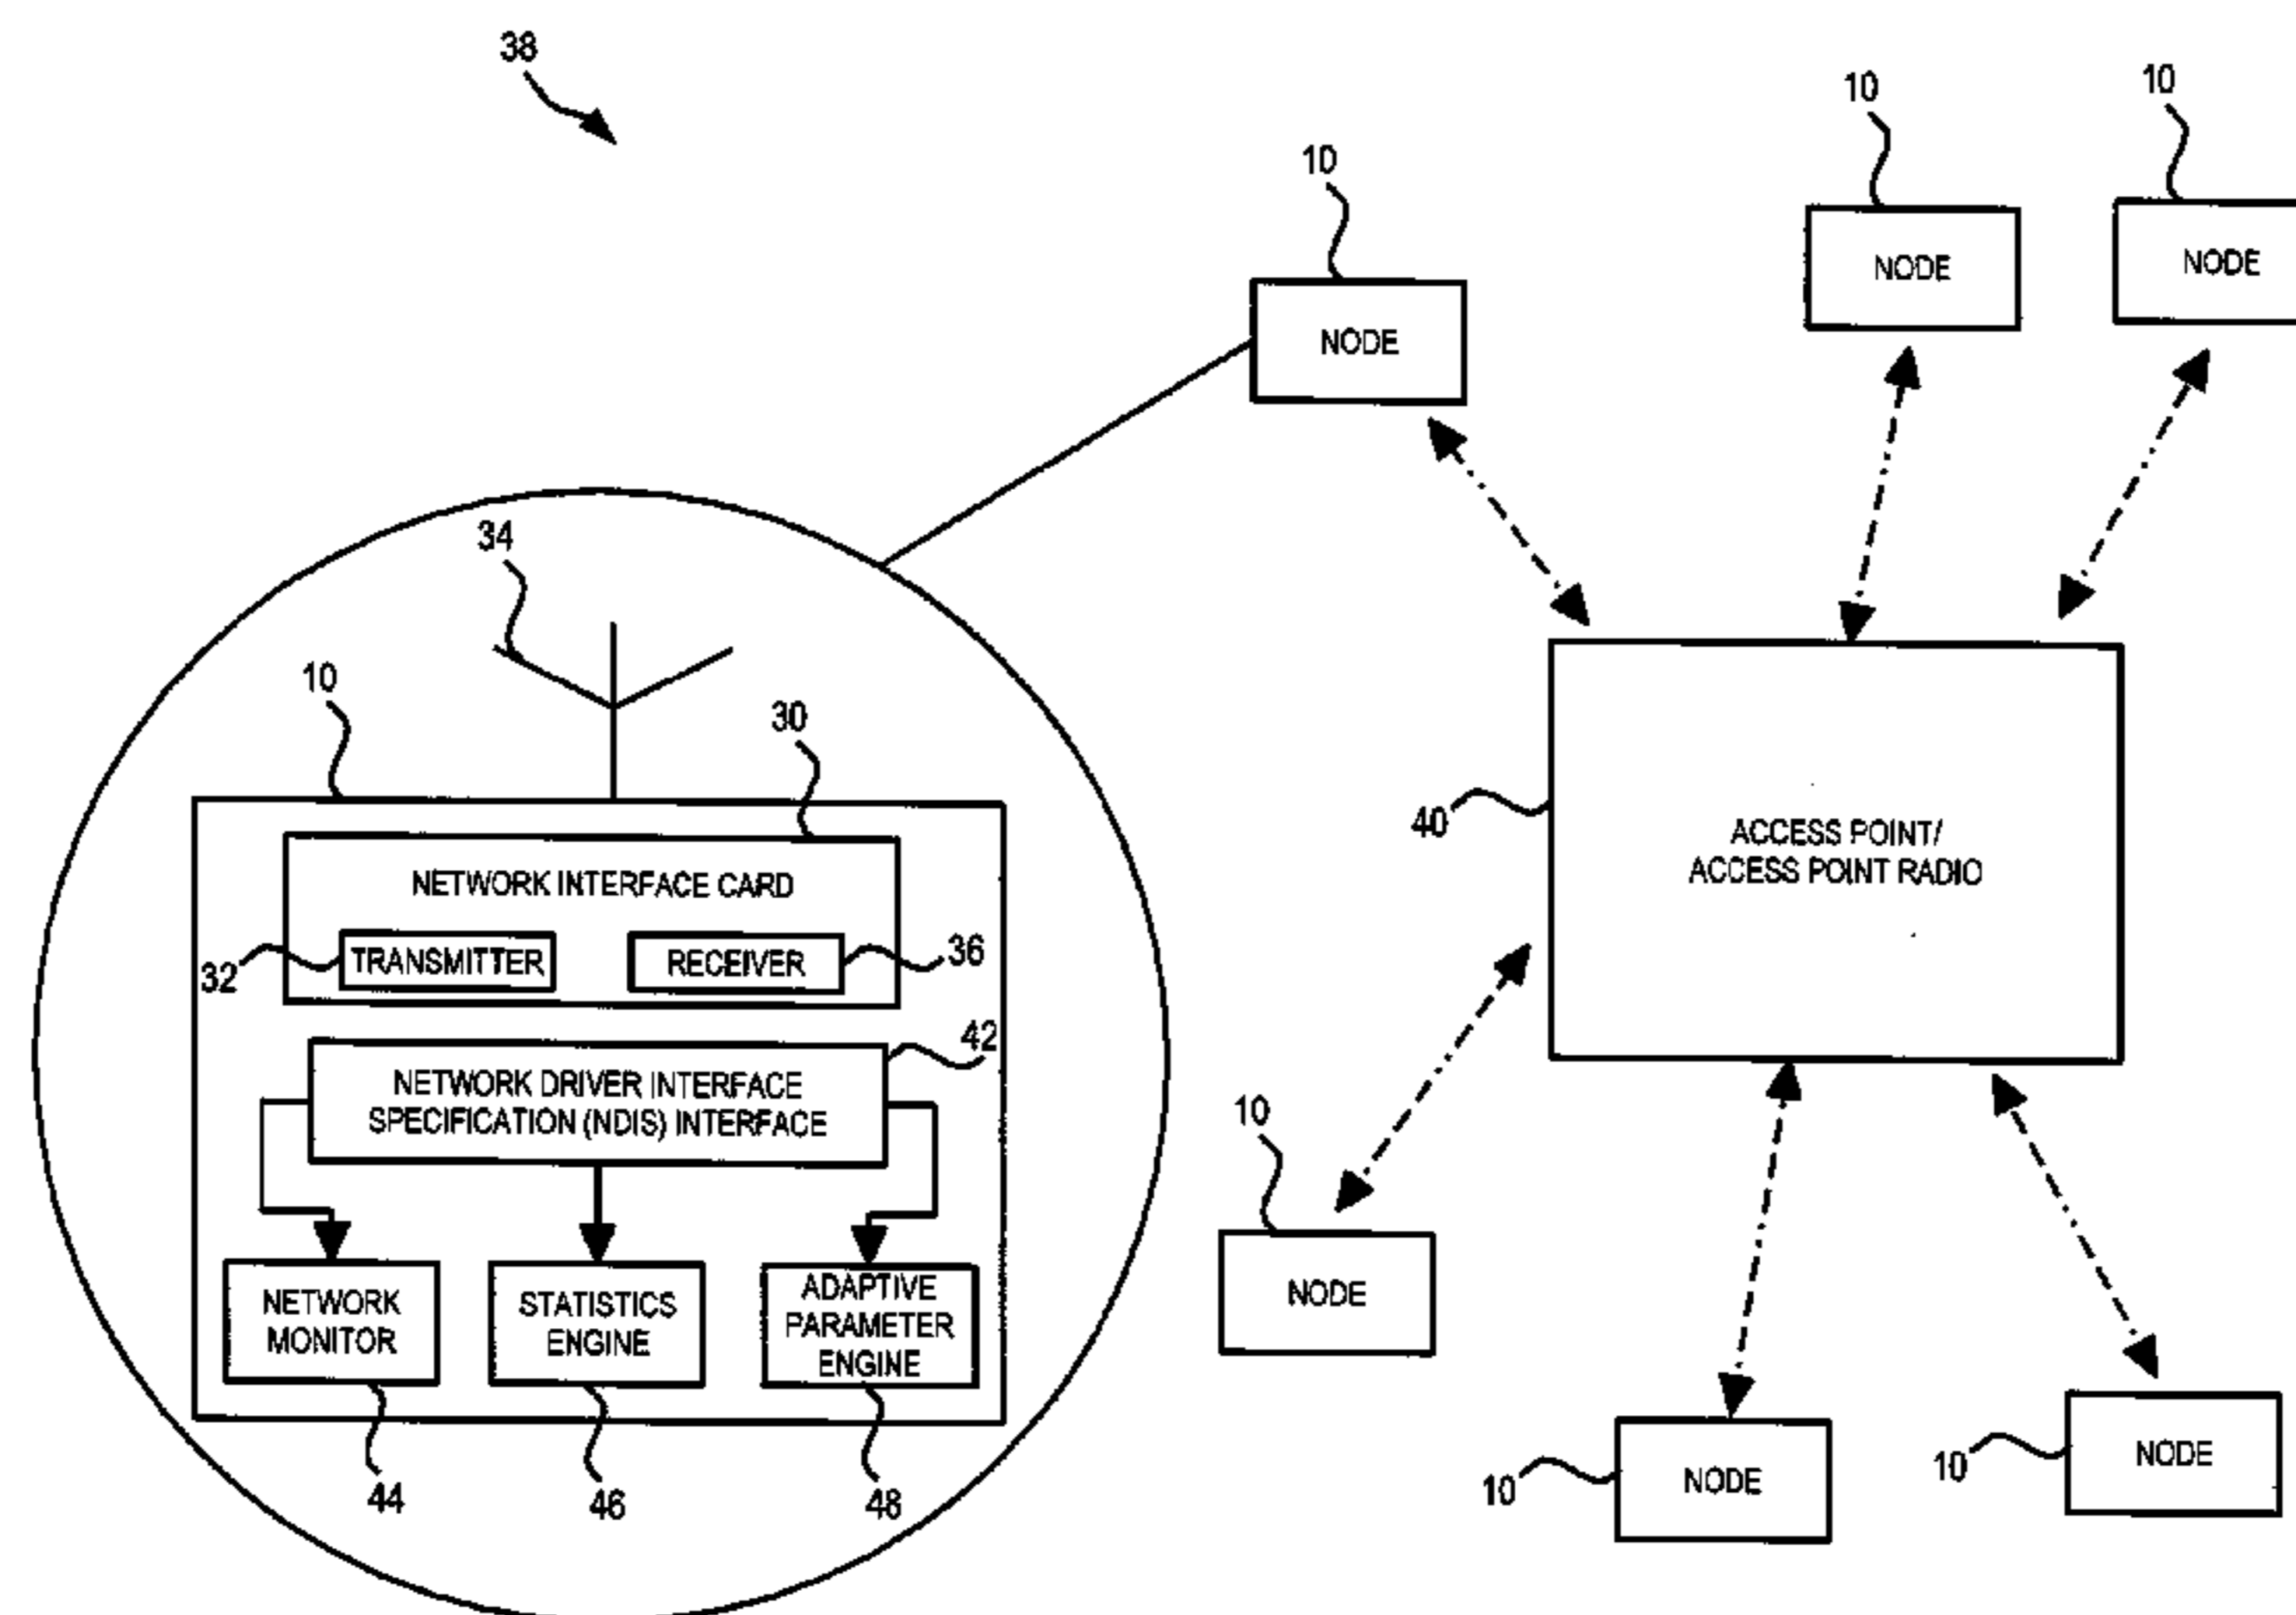 38
10
10
10
NODE
NODE
NODE
34
10
30
NETWORK INTERFACE CARD
32
TRANSMITTER
RECEIVER
36
42
NETWORK DRIVER INTERFACE
SPECIFICATION (NDIS) INTERFACE
NETWORK
MONITOR
STATISTICS
ENGINE
ADAPTIVE
PARAMETER
ENGINE
44
46
48
40
ACCESS POINT/
ACCESS POINT RADIO
10
NODE
10
NODE
10
NODE